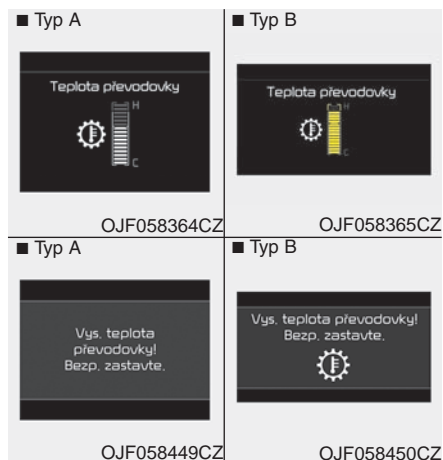 ■ Typ A
Teplota převodovky
H
C
OJF058364CZ
■ Typ B
Teplota převodovky
H
C
OJF058365CZ
■ Typ A
Vys. teplota
převodovky!
Bezp. zastavte.
OJF058449CZ
■ Typ B
Vys. teplota převodovky!
Bezp. zastavte.
OJF058450CZ